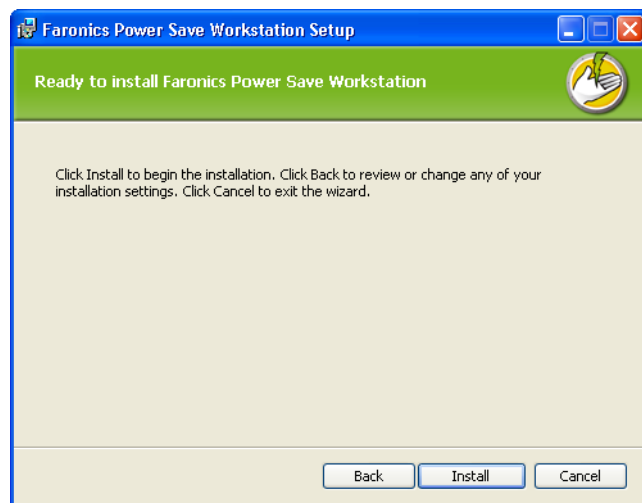 Faronics Power Save Workstation Setup
Ready to install Faronics Power Save Workstation
Click Install to begin the installation. Click Back to review or change any of your
installation settings. Click Cancel to exit the wizard.
Back Install Cancel